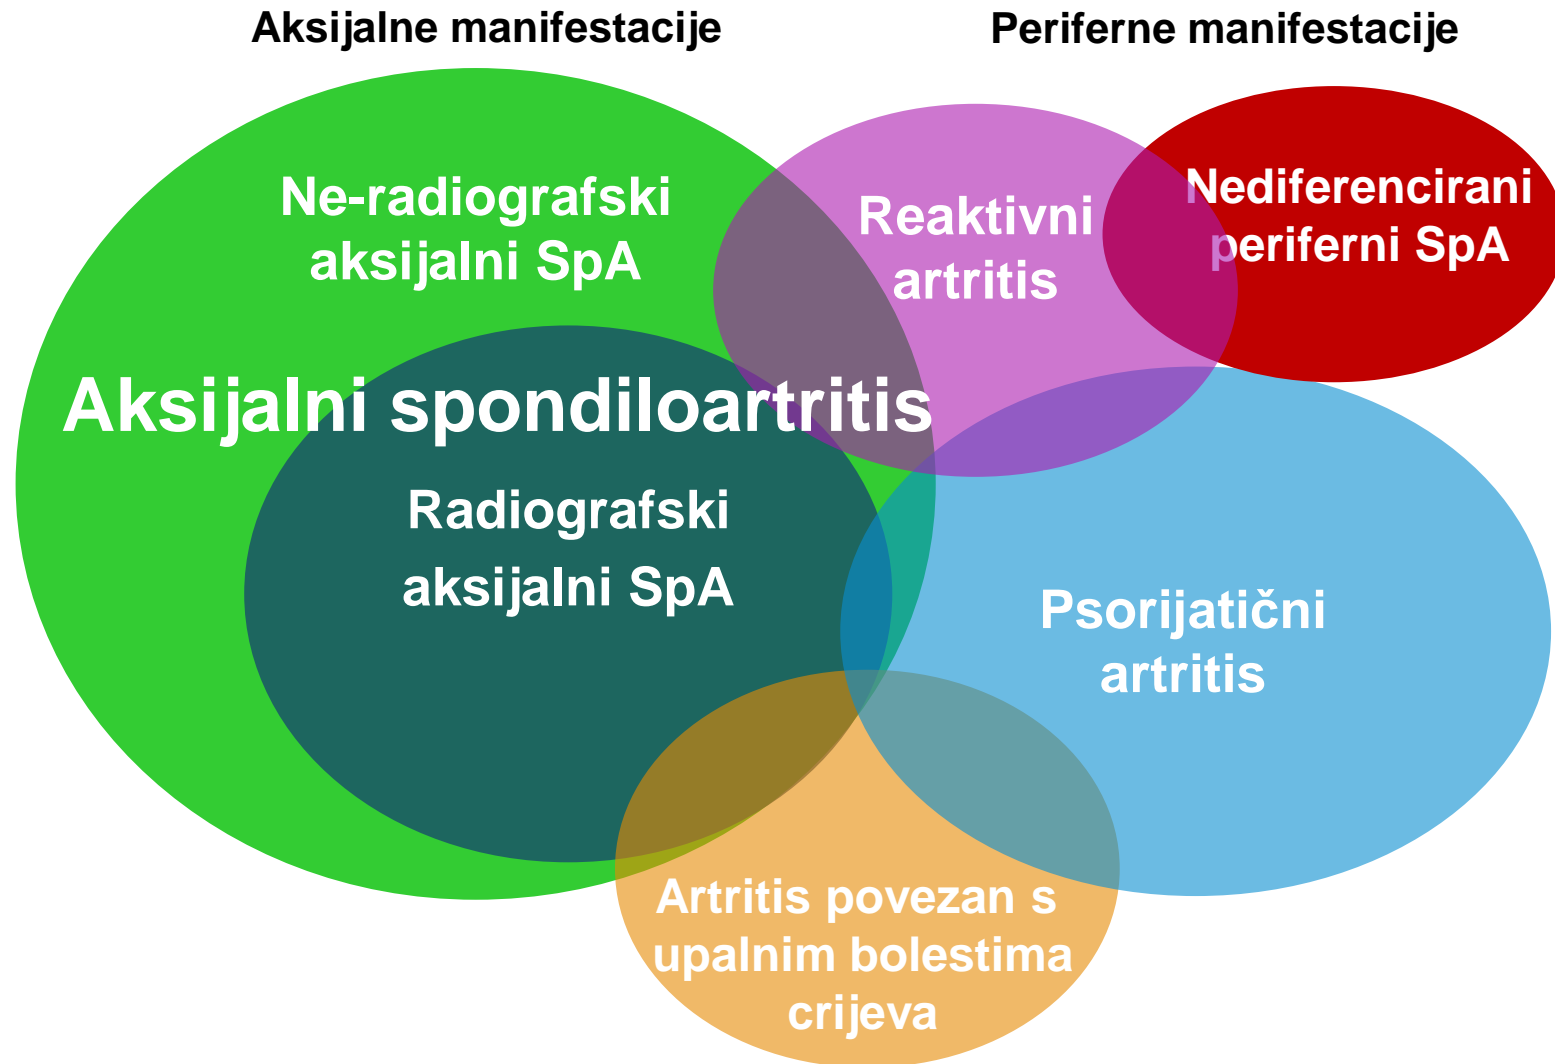 Aksijalne manifestacije
Periferne manifestacije
Ne-radiografski
aksijalni SpA
Reaktivni
artritis
Nediferencirani
periferni SpA
Aksijalni spondiloartritis
Radiografski
aksijalni SpA
Psorijatični
artritis
Artritis povezan s
upalnim bolestima
crijeva